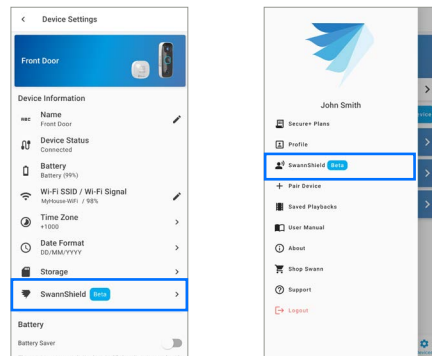 Device Settings
Front Door
Device Information
ABC
Name
Front Door
Device Status
Connected
Battery
Battery (99%)
Wi-Fi SSID / Wi-Fi Signal
MyHouse-WiFi / 98%
Time Zone
+1000
Date Format
DD/MM/YYYY
Storage
SwannShield Beta
Battery
Battery Saver
John Smith
Secure+ Plans
Profile
SwannShield Beta
Pair Device
Saved Playbacks
User Manual
About
Shop Swann
Support
Logout